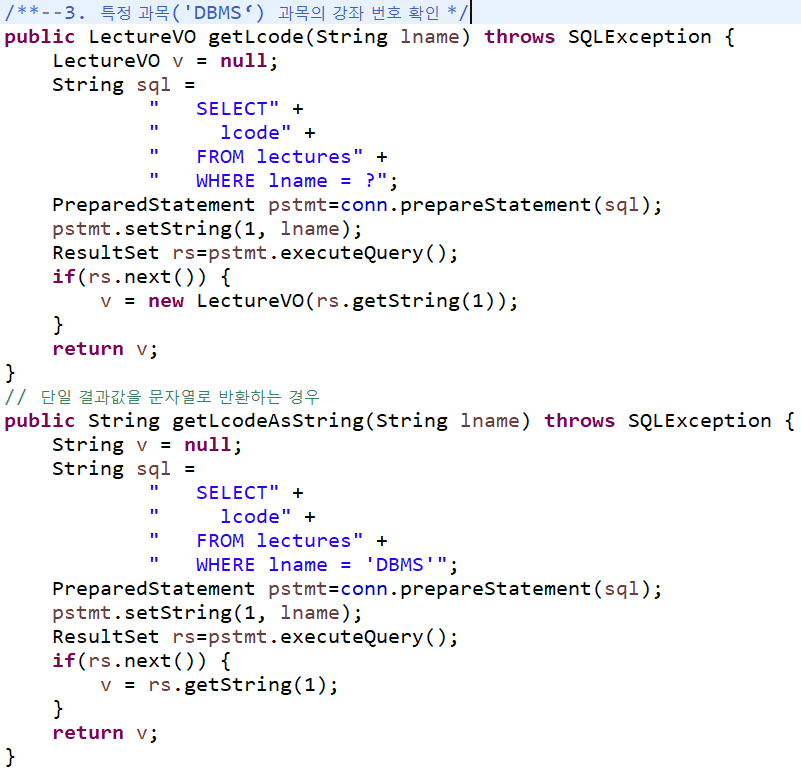 /**--3. 특정 과목('DBMS‘) 과목의 강좌 번호 확인 */
public LectureVO getLcode(String lname) throws SQLException {
    LectureVO v = null;
    String sql =
            "   SELECT" +
            "     lcode" +
            "   FROM lectures" +
            "   WHERE lname = ?";
    PreparedStatement pstmt=conn.prepareStatement(sql);
    pstmt.setString(1, lname);
    ResultSet rs=pstmt.executeQuery();
    if(rs.next()) {
        v = new LectureVO(rs.getString(1));
    }
    return v;
}
// 단일 결과값을 문자열로 반환하는 경우
public String getLcodeAsString(String lname) throws SQLException {
    String v = null;
    String sql =
            "   SELECT" +
            "     lcode" +
            "   FROM lectures" +
            "   WHERE lname = 'DBMS'";
    PreparedStatement pstmt=conn.prepareStatement(sql);
    pstmt.setString(1, lname);
    ResultSet rs=pstmt.executeQuery();
    if(rs.next()) {
        v = rs.getString(1);
    }
    return v;
}